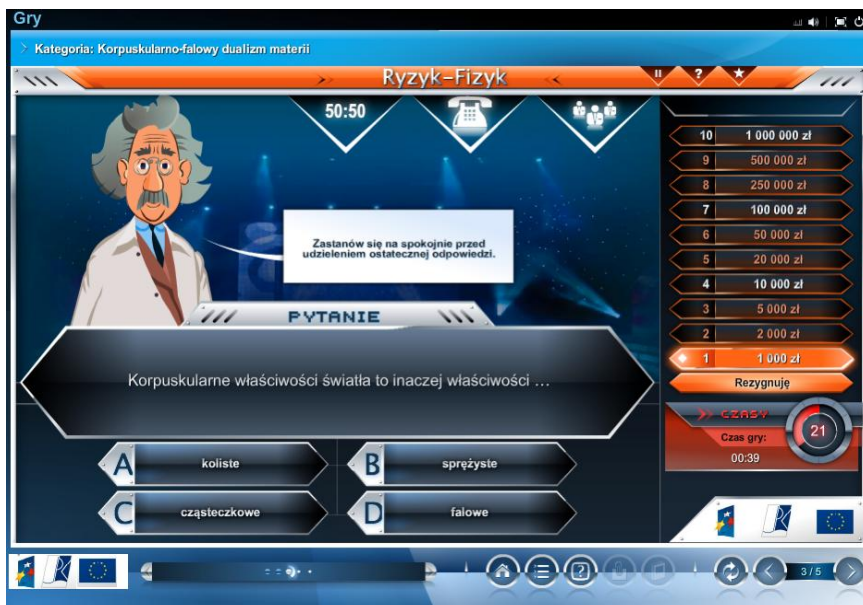 Gry
Kategoria: Korpuskularno-falowy dualizm materii
Ryzyk-Fizyk
?
50:50
Zastanów się na spokojnie przed
udzieleniem ostatecznej odpowiedzi.
PYTANIE
Korpuskularne właściwości światła to inaczej właściwości ...
A koliste
B sprężyste
C cząsteczkowe
D falowe
10 1 000 000 zł
9 500 000 zł
8 250 000 zł
7 100 000 zł
6 50 000 zł
5 20 000 zł
4 10 000 zł
3 5 000 zł
2 2 000 zł
1 1 000 zł
Rezygnuję
CZASY
Czas gry:
00:39
21
?
3/5